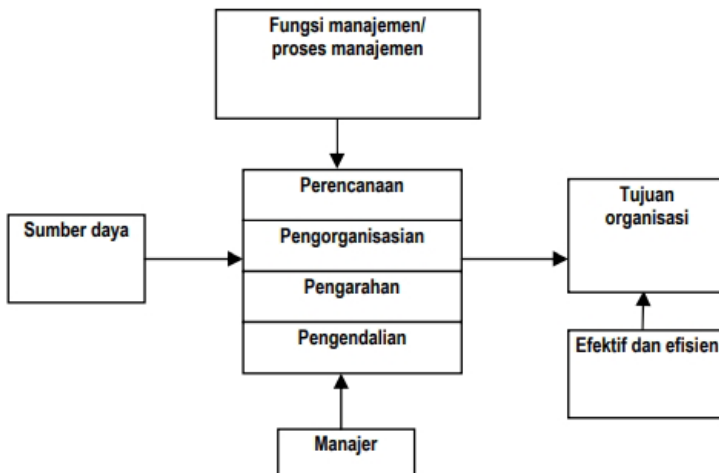 Fungsi manajemen/
proses manajemen
Perencanaan
Pengorganisasian
Pengarahan
Pengendalian
Sumber daya
Tujuan
organisasi
Efektif dan efisien
Manajer